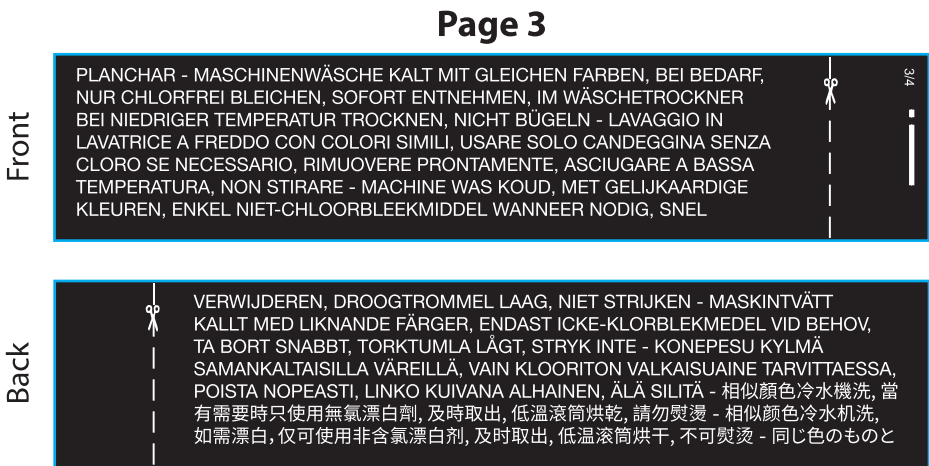 Page 3
Front
PLANCHAR - MASCHINENWÄSCHE KALT MIT GLEICHEN FARBEN, BEI BEDARF,
NUR CHLORFREI BLEICHEN, SOFORT ENTNEHMEN, IM WÄSCHETROCKNER
BEI NIEDRIGER TEMPERATUR TROCKNEN, NICHT BÜGELN - LAVAGGIO IN
LAVATRICE A FREDDO CON COLORI SIMILI, USARE SOLO CANDEGGINA SENZA
CLORO SE NECESSARIO, RIMUOVERE PRONTAMENTE, ASCIUGARE A BASSA
TEMPERATURA, NON STIRARE - MACHINE WAS KOUD, MET GELIJKAARDIGE
KLEUREN, ENKEL NIET-CHLOORBLEEKMIDDEL WANNEER NODIG, SNEL
3/4
Back
VERWIJDEREN, DROOGTROMMEL LAAG, NIET STRIJKEN - MASKINTVÄTT
KALLT MED LIKNANDE FÄRGER, ENDAST ICKE-KLORBLEKMEDEL VID BEHOV,
TA BORT SNABBT, TORKTUMLA LÅGT, STRYK INTE - KONEPESU KYLMÄ
SAMANKALTAISILLA VÄREILLÄ, VAIN KLOORITON VALKAISUAINE TARVITTAESSA,
POISTA NOPEASTI, LINKO KUIVANA ALHAINEN, ÄLÄ SILITÄ - 相似顏色冷水機洗, 當
有需要時只使用無氯漂白劑, 及時取出, 低溫滾筒烘乾, 請勿熨燙 - 相似颜色冷水机洗,
如需漂白, 仅可使用非含氯漂白剂, 及时取出, 低温滚筒烘干, 不可熨烫 - 同じ色のものと